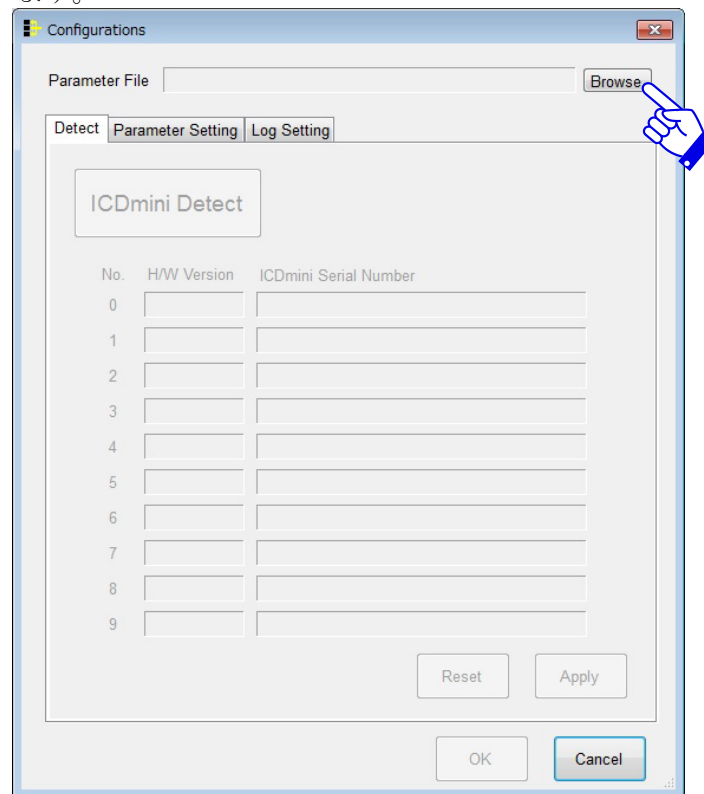 Configurations
Parameter File Browse
Detect Parameter Setting Log Setting
ICDmini Detect
No. H/W Version ICDmini Serial Number
0
1
2
3
4
5
6
7
8
9
Reset Apply
OK Cancel